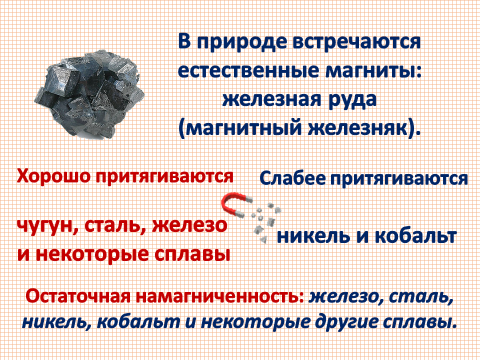 В природе встречаются
естественные магниты:
железная руда
(магнитный железняк).
Хорошо притягиваются
Слабее притягиваются
чугун, сталь, железо
и некоторые сплавы
никель и кобальт
Остаточная намагниченность: железо, сталь,
никель, кобальт и некоторые другие сплавы.